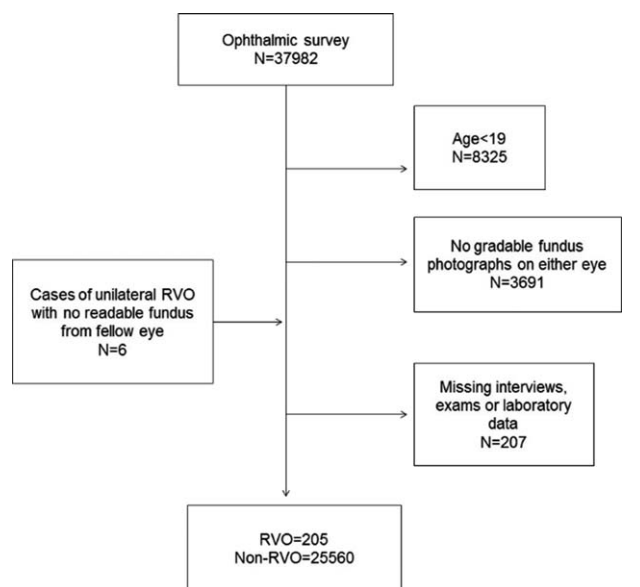 Ophthalmic survey
N=37982
Age<19
N=8325
No gradable fundus
photographs on either eye
N=3691
Cases of unilateral RVO
with no readable fundus
from fellow eye
N=6
Missing interviews,
exams or laboratory
data
N=207
RVO=205
Non-RVO=25560